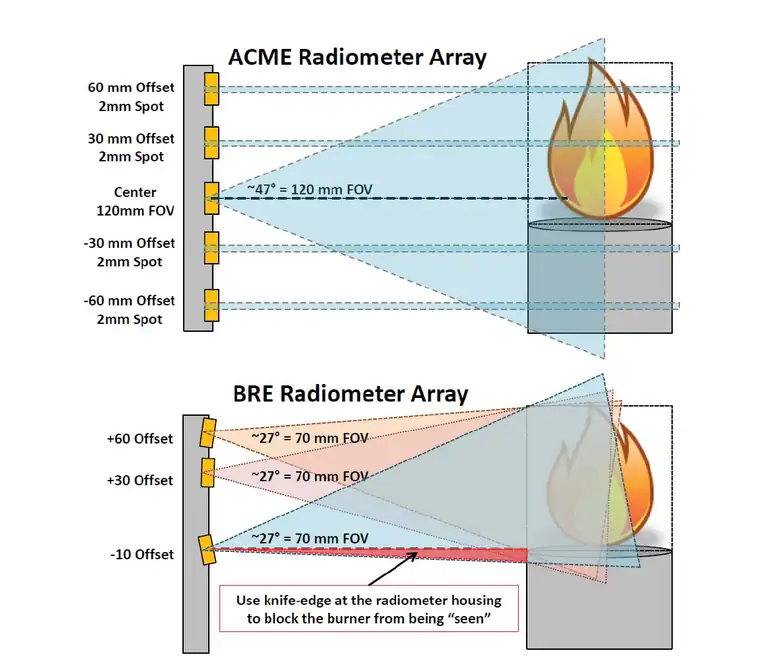 ACME Radiometer Array
60 mm Offset
2mm Spot
30 mm Offset
2mm Spot
Center
120mm FOV
~47° = 120 mm FOV
-30 mm Offset
2mm Spot
-60 mm Offset
2mm Spot
BRE Radiometer Array
+60 Offset
~27° = 70 mm FOV
+30 Offset
~27° = 70 mm FOV
-10 Offset
~27° = 70 mm FOV
Use knife-edge at the radiometer housing
to block the burner from being “seen”